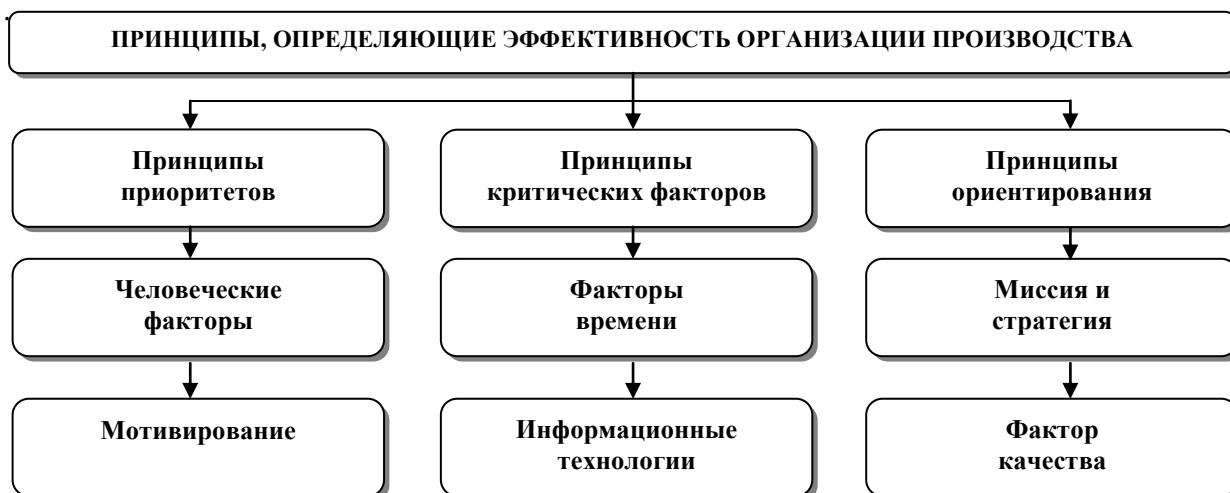 ПРИНЦИПЫ, ОПРЕДЕЛЯЮЩИЕ ЭФФЕКТИВНОСТЬ ОРГАНИЗАЦИИ ПРОИЗВОДСТВА
Принципы
приоритетов
Принципы
критических факторов
Принципы
ориентирования
Человеческие
факторы
Факторы
времени
Миссия и
стратегия
Мотивирование
Информационные
технологии
Фактор
качества